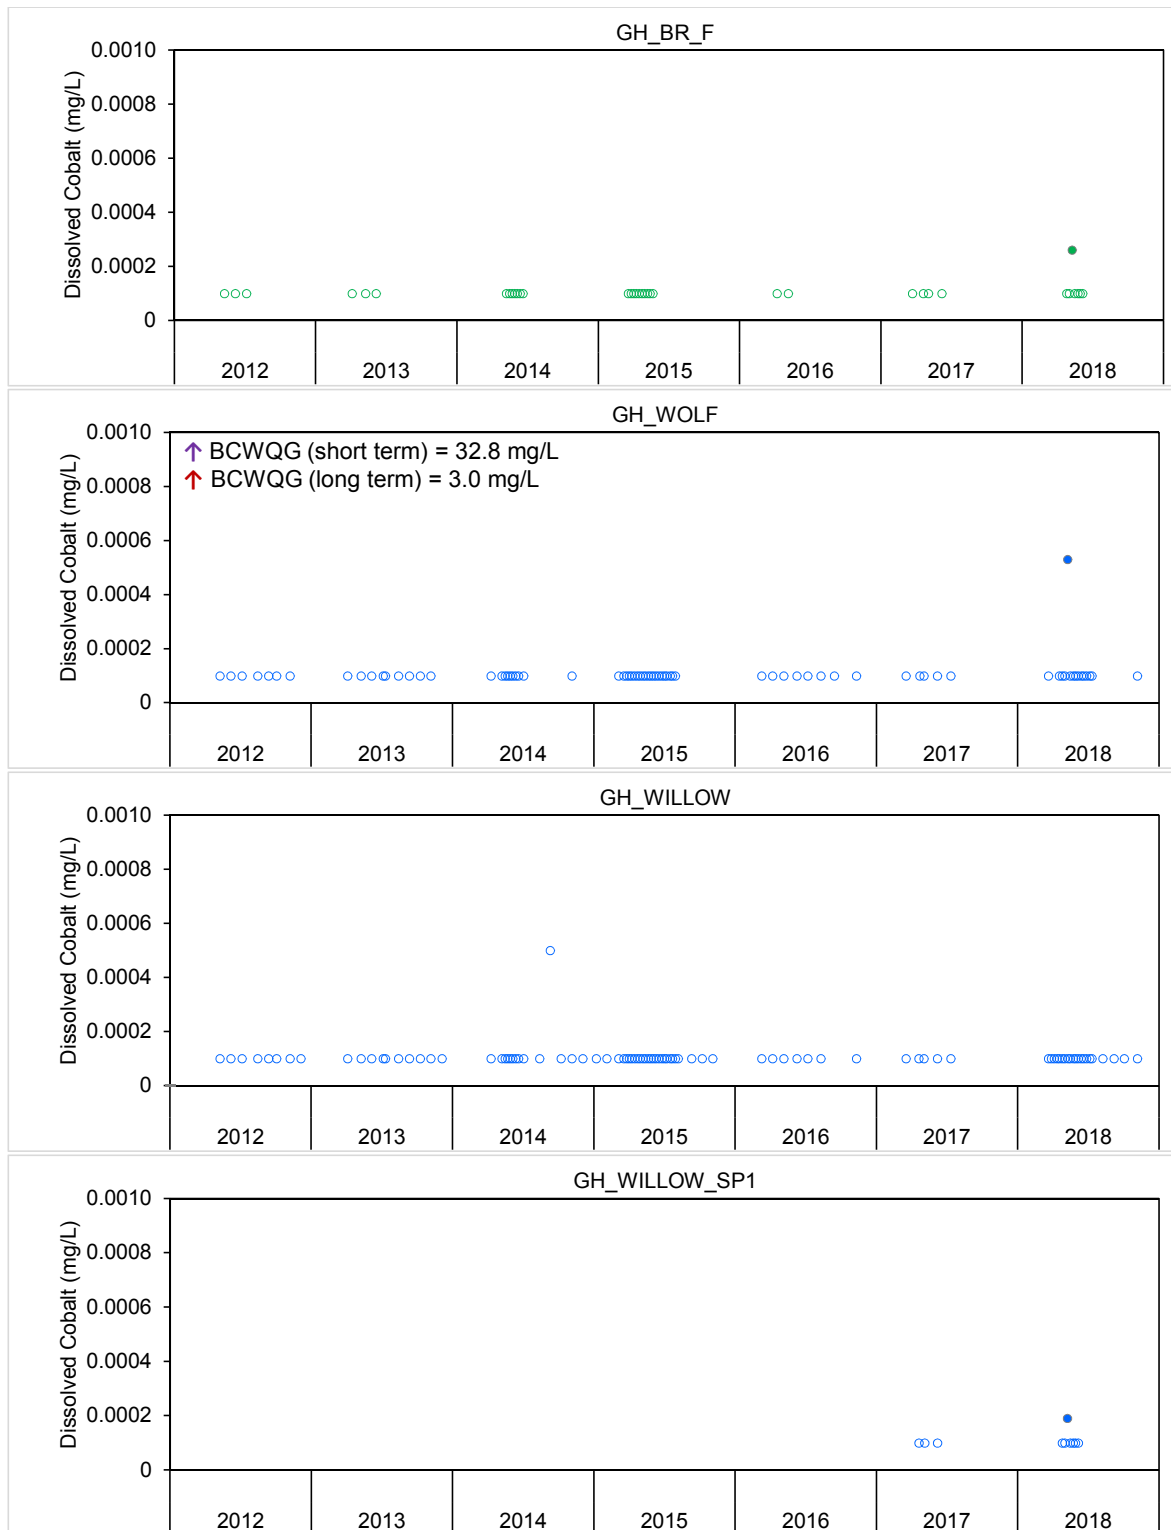 GH_BR_F
Dissolved Cobalt (mg/L)
0.0010
0.0008
0.0006
0.0004
0.0002
0
2012 2013 2014 2015 2016 2017 2018
GH_WOLF
Dissolved Cobalt (mg/L)
0.0010
0.0008
0.0006
0.0004
0.0002
0
↑ BCWQG (short term) = 32.8 mg/L
↑ BCWQG (long term) = 3.0 mg/L
2012 2013 2014 2015 2016 2017 2018
GH_WILLOW
Dissolved Cobalt (mg/L)
0.0010
0.0008
0.0006
0.0004
0.0002
0
2012 2013 2014 2015 2016 2017 2018
GH_WILLOW_SP1
Dissolved Cobalt (mg/L)
0.0010
0.0008
0.0006
0.0004
0.0002
0
2012 2013 2014 2015 2016 2017 2018